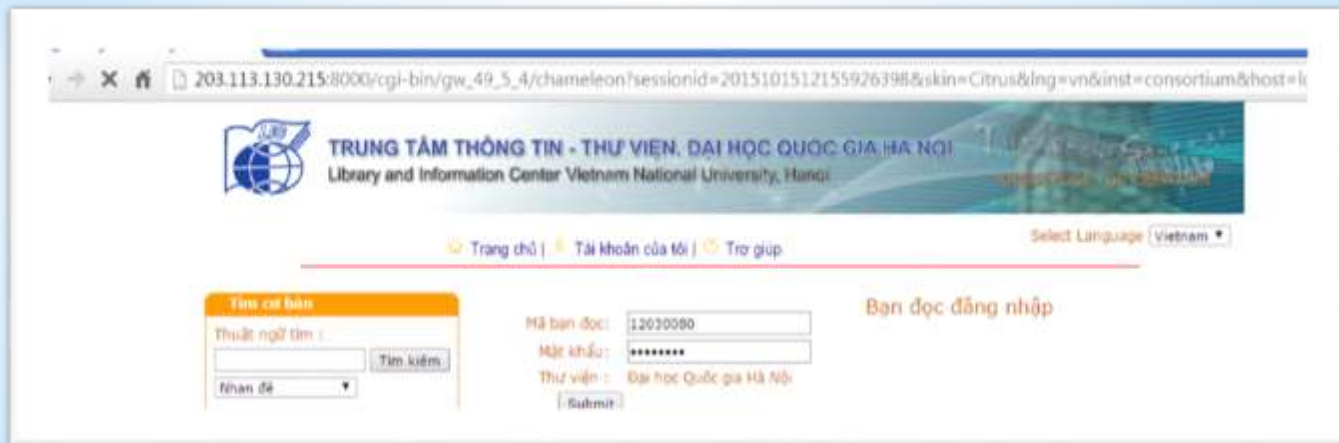 203.113.130.215:8000/cgi-bin/gw_49_5_4/chameleon?sessionid=2015101512155926398&skin=Citrus&lng=vn&inst=consortium&host=l
TRUNG TÂM THÔNG TIN - THƯ VIỆN, ĐẠI HỌC QUỐC GIA HÀ NỘI
Library and Information Center Vietnam National University, Hanoi
Select Language Vietnam
Trang chủ | Tài khoản của tôi | Trợ giúp
Tìm cơ bản
Thuật ngữ tìm :
Tìm kiếm
Nhan đề
Bạn đọc đăng nhập
Mã bạn đọc: 12030080
Mật khẩu: ••••••••
Thư viện : Đại học Quốc gia Hà Nội
Submit